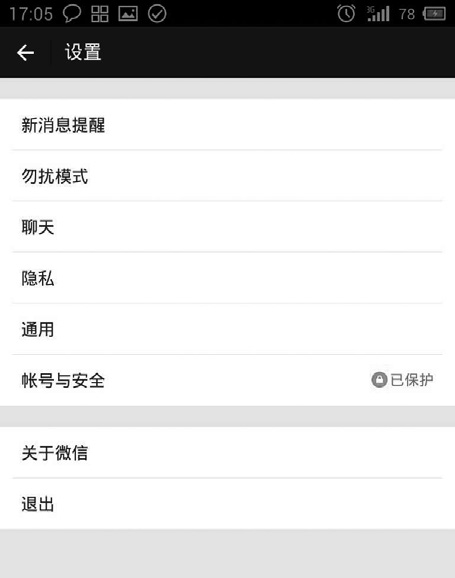 17:05 3G 78
设置
新消息提醒
勿扰模式
聊天
隐私
通用
帐号与安全 已保护
关于微信
退出